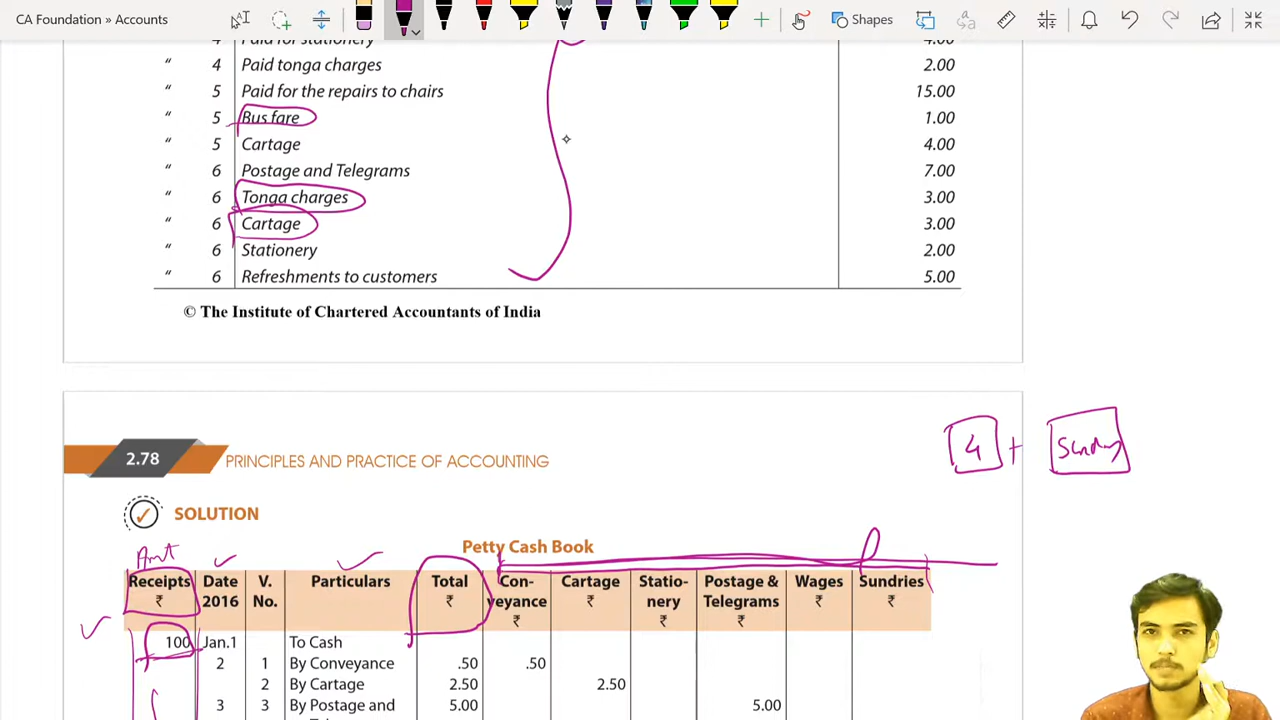 CA Foundation » Accounts
Shapes
" 4 Paid for stationery 4.00
" 4 Paid tonga charges 2.00
" 5 Paid for the repairs to chairs 15.00
" 5 Bus fare 1.00
" 5 Cartage 4.00
" 6 Postage and Telegrams 7.00
" 6 Tonga charges 3.00
" 6 Cartage 3.00
" 6 Stationery 2.00
" 6 Refreshments to customers 5.00
© The Institute of Chartered Accountants of India
4 + Sundry
2.78 PRINCIPLES AND PRACTICE OF ACCOUNTING
SOLUTION
Petty Cash Book
Amt
Receipts Date V. Particulars Total Con- Cartage Statio- Postage & Wages Sundries
₹ 2016 No. ₹ veyance ₹ nery Telegrams ₹ ₹
₹ ₹ ₹
100 Jan.1 To Cash
2 1 By Conveyance .50 .50
2 By Cartage 2.50 2.50
3 3 By Postage and 5.00 5.00